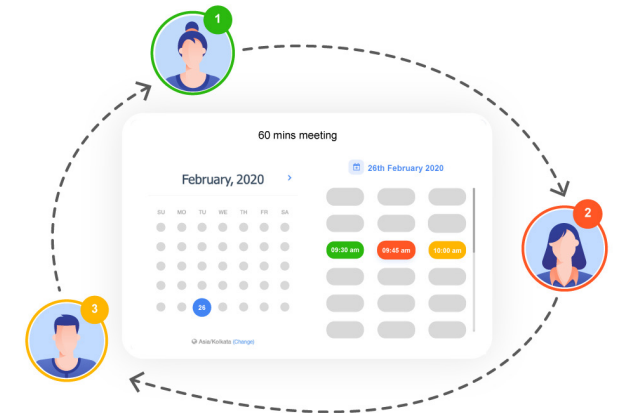 1
60 mins meeting
February, 2020 >
26th February 2020
SU MO TU WE TH FR SA
2
09:30 am 09:45 am 10:00 am
26
3
Asia/Kolkata (Change)